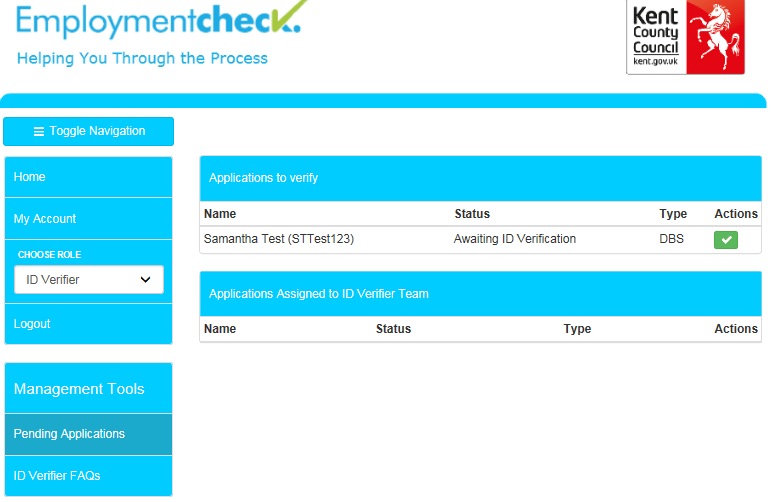 Employmentcheck.
Helping You Through the Process
Kent
County
Council
kent.gov.uk
Toggle Navigation
Home
My Account
CHOOSE ROLE
ID Verifier
Logout
Management Tools
Pending Applications
ID Verifier FAQs
Applications to verify
Name Status Type Actions
Samantha Test (STTest123) Awaiting ID Verification DBS
Applications Assigned to ID Verifier Team
Name Status Type Actions